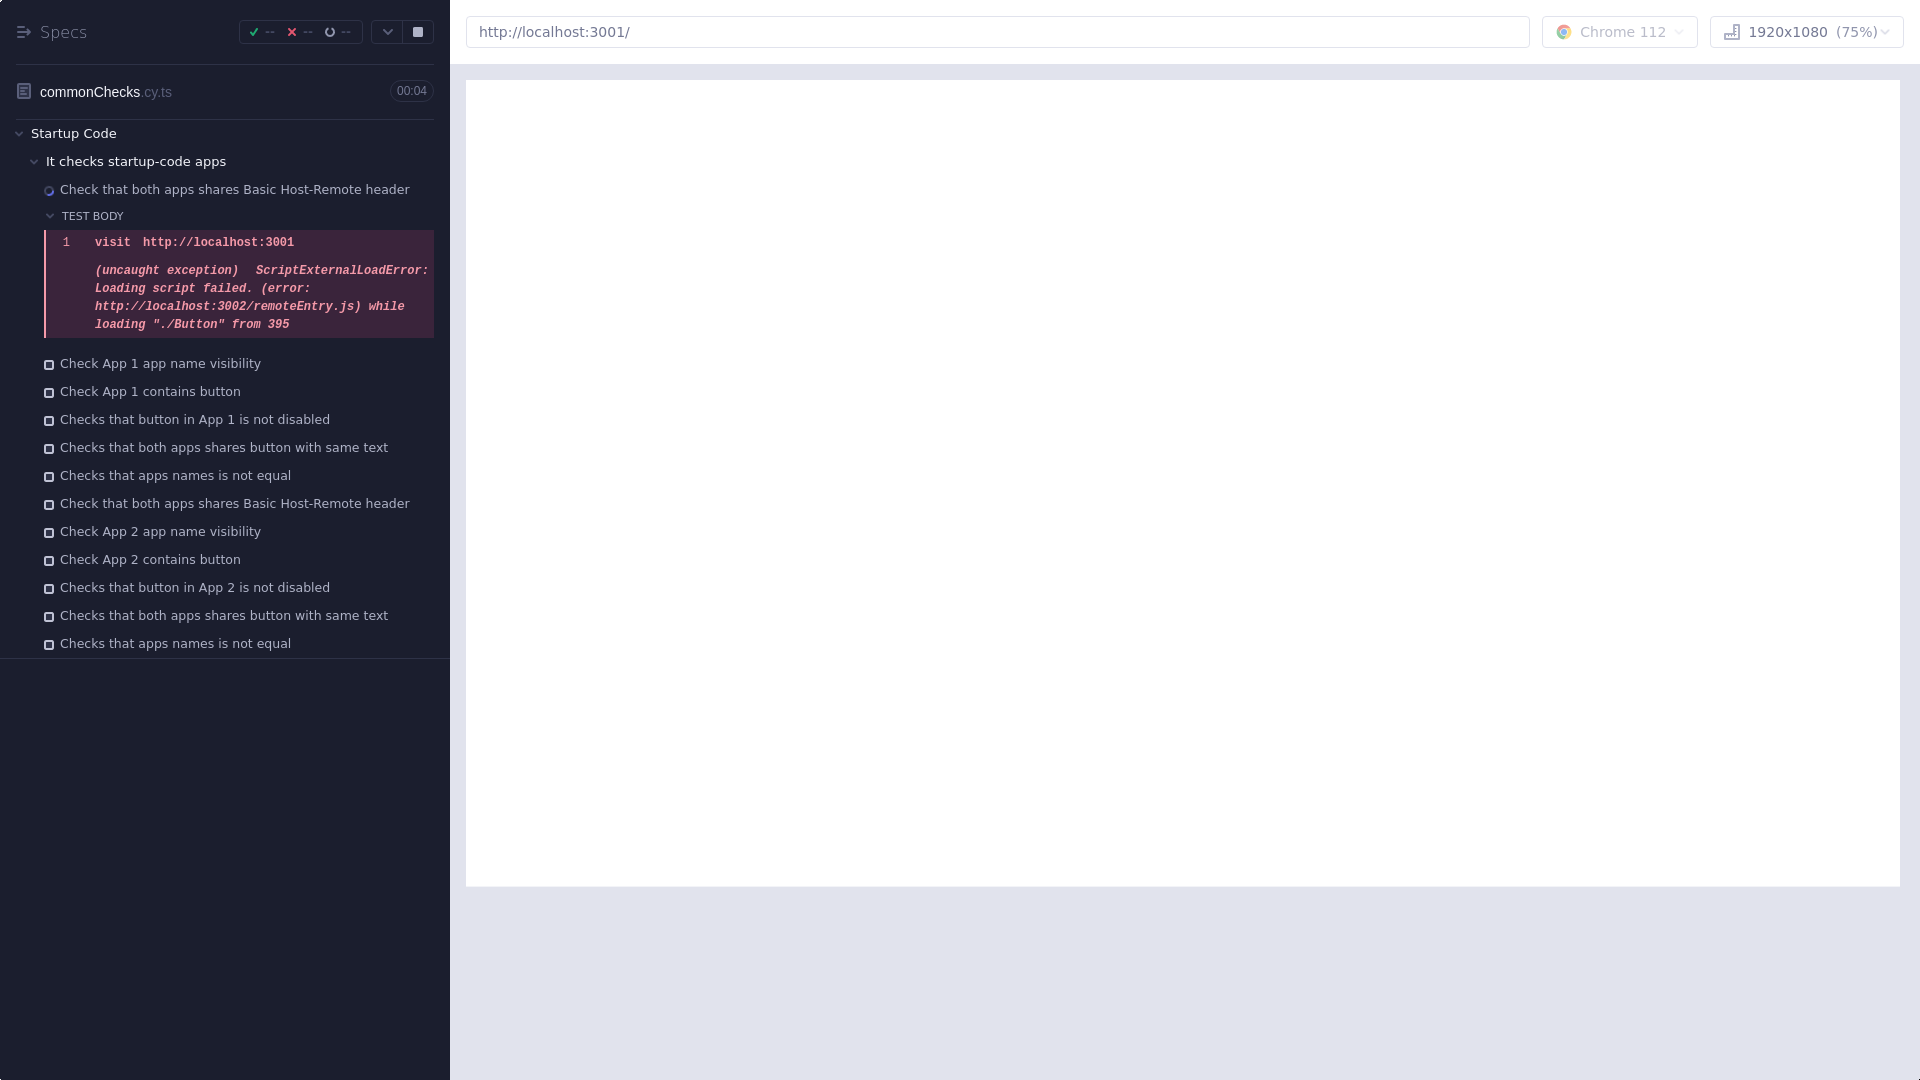 Specs
-- -- --
http://localhost:3001/
Chrome 112
1920x1080 (75%)
commonChecks.cy.ts
00:04
Startup Code
It checks startup-code apps
Check that both apps shares Basic Host-Remote header
TEST BODY
1 visit http://localhost:3001
(uncaught exception) ScriptExternalLoadError:
Loading script failed. (error:
http://localhost:3002/remoteEntry.js) while
loading "./Button" from 395
Check App 1 app name visibility
Check App 1 contains button
Checks that button in App 1 is not disabled
Checks that both apps shares button with same text
Checks that apps names is not equal
Check that both apps shares Basic Host-Remote header
Check App 2 app name visibility
Check App 2 contains button
Checks that button in App 2 is not disabled
Checks that both apps shares button with same text
Checks that apps names is not equal